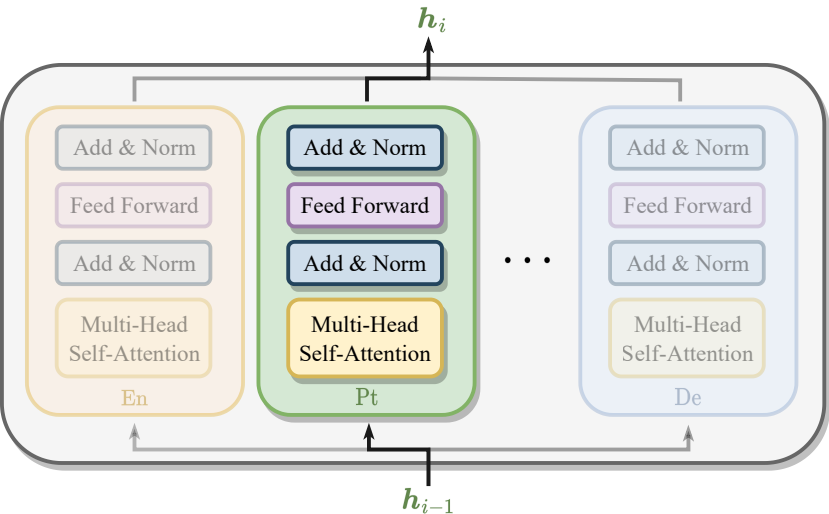 h_i
Add & Norm
Feed Forward
Add & Norm
Multi-Head
Self-Attention
En
Add & Norm
Feed Forward
Add & Norm
Multi-Head
Self-Attention
Pt
. . .
Add & Norm
Feed Forward
Add & Norm
Multi-Head
Self-Attention
De
h_{i-1}